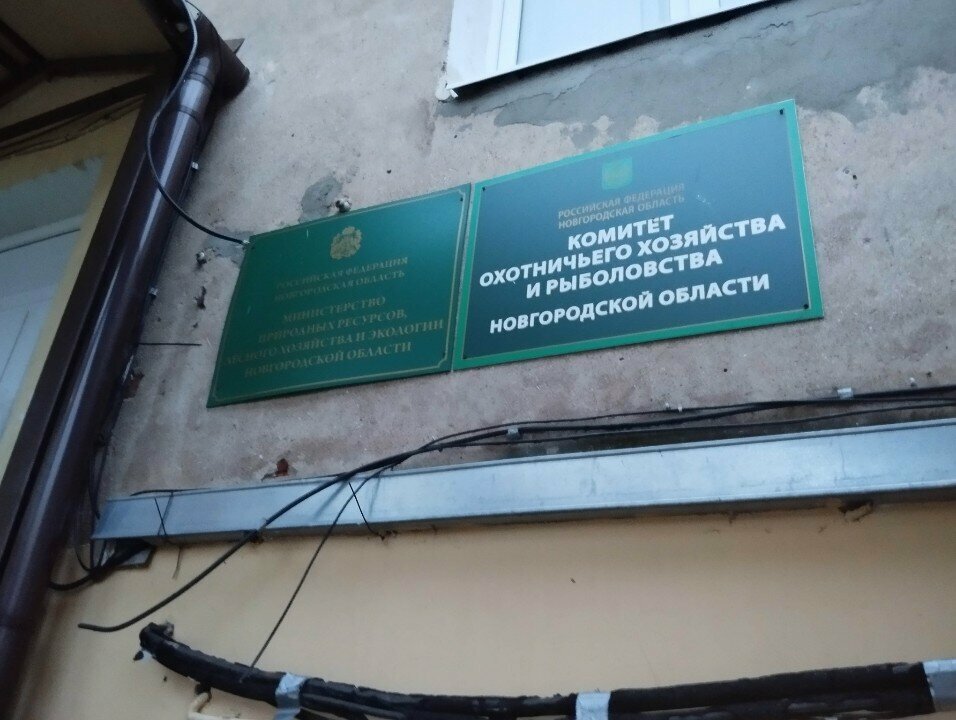 РОССИЙСКАЯ ФЕДЕРАЦИЯ
НОВГОРОДСКАЯ ОБЛАСТЬ
МИНИСТЕРСТВО
ПРИРОДНЫХ РЕСУРСОВ,
ЛЕСНОГО ХОЗЯЙСТВА И ЭКОЛОГИИ
НОВГОРОДСКОЙ ОБЛАСТИ
РОССИЙСКАЯ ФЕДЕРАЦИЯ
НОВГОРОДСКАЯ ОБЛАСТЬ
КОМИТЕТ
ОХОТНИЧЬЕГО ХОЗЯЙСТВА
И РЫБОЛОВСТВА
НОВГОРОДСКОЙ ОБЛАСТИ